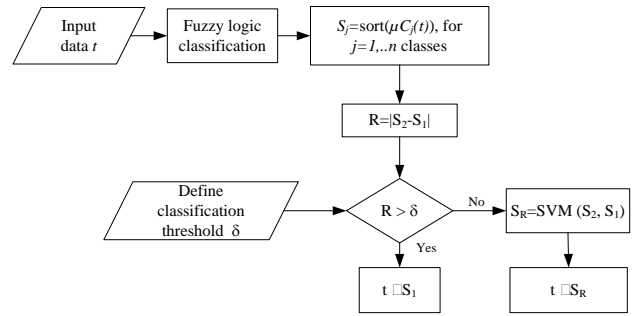 Input
data t
Fuzzy logic
classification
Sj=sort(μCj(t)), for
j=1,..n classes
R=|S2-S1|
Define
classification
threshold δ
R > δ
No
SR=SVM (S2, S1)
Yes
t □S1
t □SR